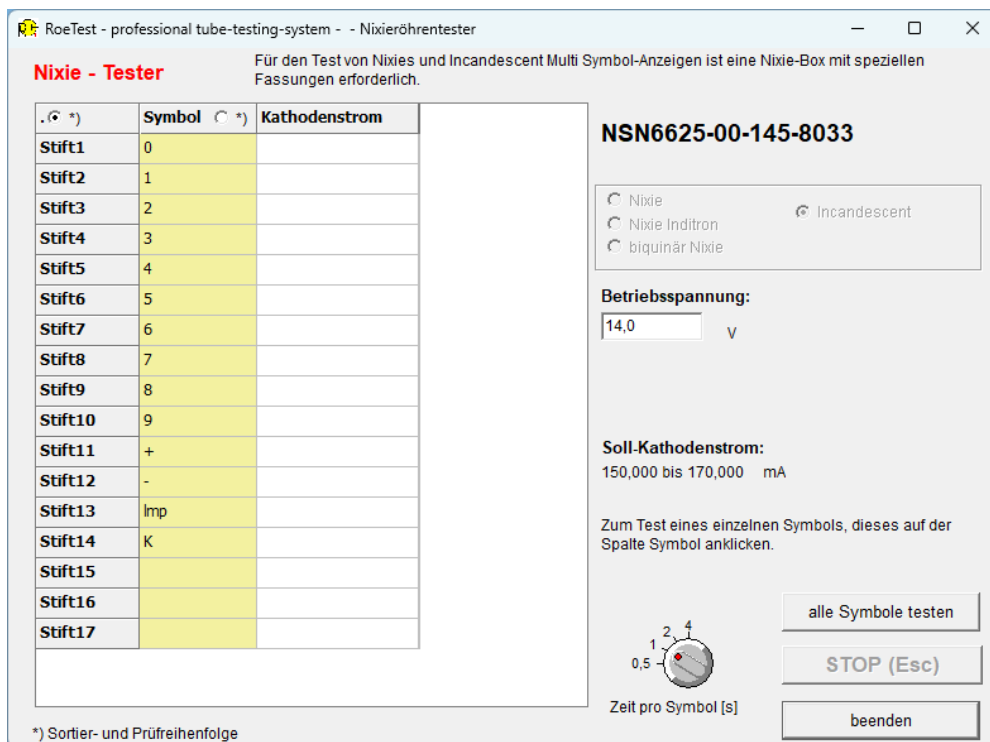 RoeTest - professional tube-testing-system - - Nixieröhrentester
Nixie - Tester
Für den Test von Nixies und Incandescent Multi Symbol-Anzeigen ist eine Nixie-Box mit speziellen
Fassungen erforderlich.
. *) Symbol *) Kathodenstrom
Stift1 0
Stift2 1
Stift3 2
Stift4 3
Stift5 4
Stift6 5
Stift7 6
Stift8 7
Stift9 8
Stift10 9
Stift11 +
Stift12 -
Stift13 Imp
Stift14 K
Stift15
Stift16
Stift17
*) Sortier- und Prüfreihenfolge
NSN6625-00-145-8033
Nixie
Nixie Inditron
biquinär Nixie
Incandescent
Betriebsspannung:
14,0 V
Soll-Kathodenstrom:
150,000 bis 170,000 mA
Zum Test eines einzelnen Symbols, dieses auf der
Spalte Symbol anklicken.
0,5 1 2 4
Zeit pro Symbol [s]
alle Symbole testen
STOP (Esc)
beenden